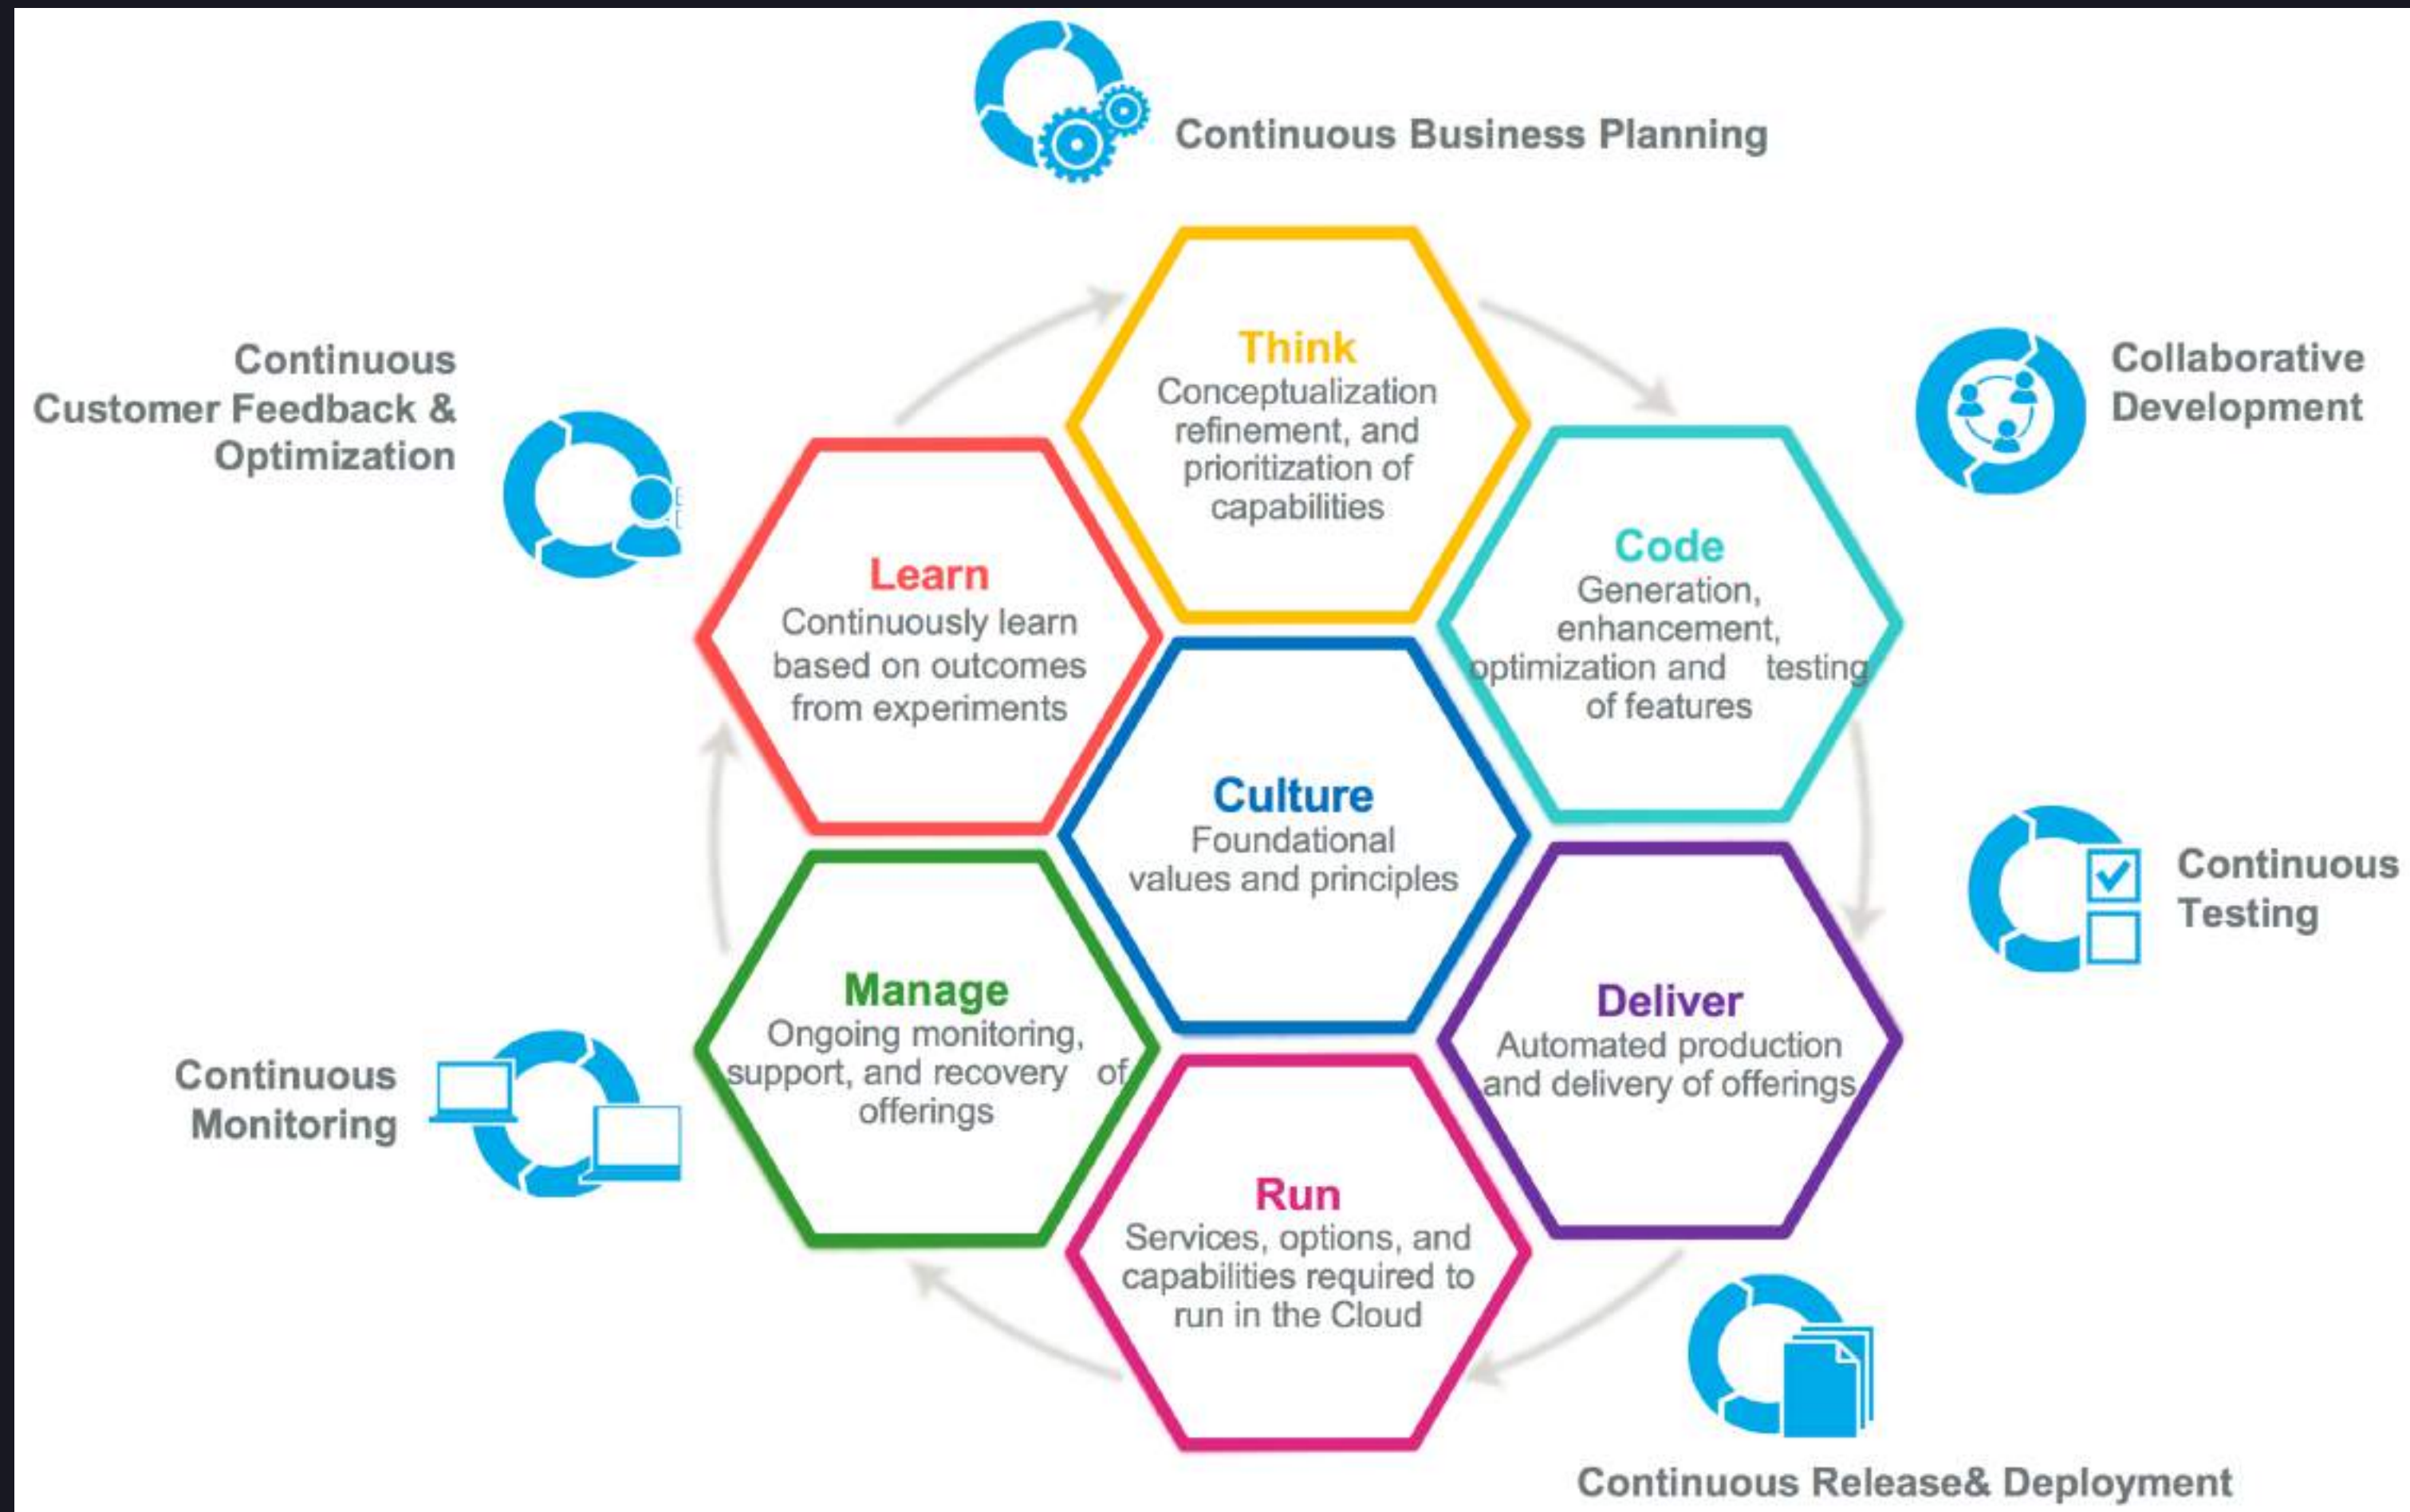 Continuous Business Planning
Think
Conceptualization
refinement, and
prioritization of
capabilities
Continuous
Customer Feedback &
Optimization
Collaborative
Development
Learn
Continuously learn
based on outcomes
from experiments
Code
Generation,
enhancement,
optimization and testing
of features
Culture
Foundational
values and principles
Continuous
Testing
Manage
Ongoing monitoring,
support, and recovery of
offerings
Deliver
Automated production
and delivery of offerings
Continuous
Monitoring
Run
Services, options, and
capabilities required to
run in the Cloud
Continuous Release& Deployment